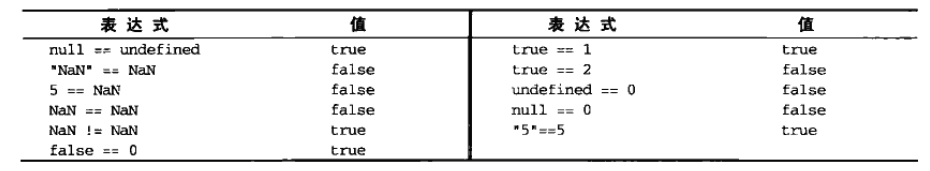 表达式 值 表达式 值
null == undefined true true == 1 true
"NaN" == NaN false true == 2 false
5 == NaN false undefined == 0 false
NaN == NaN false null == 0 false
NaN != NaN true "5"==5 true
false == 0 true